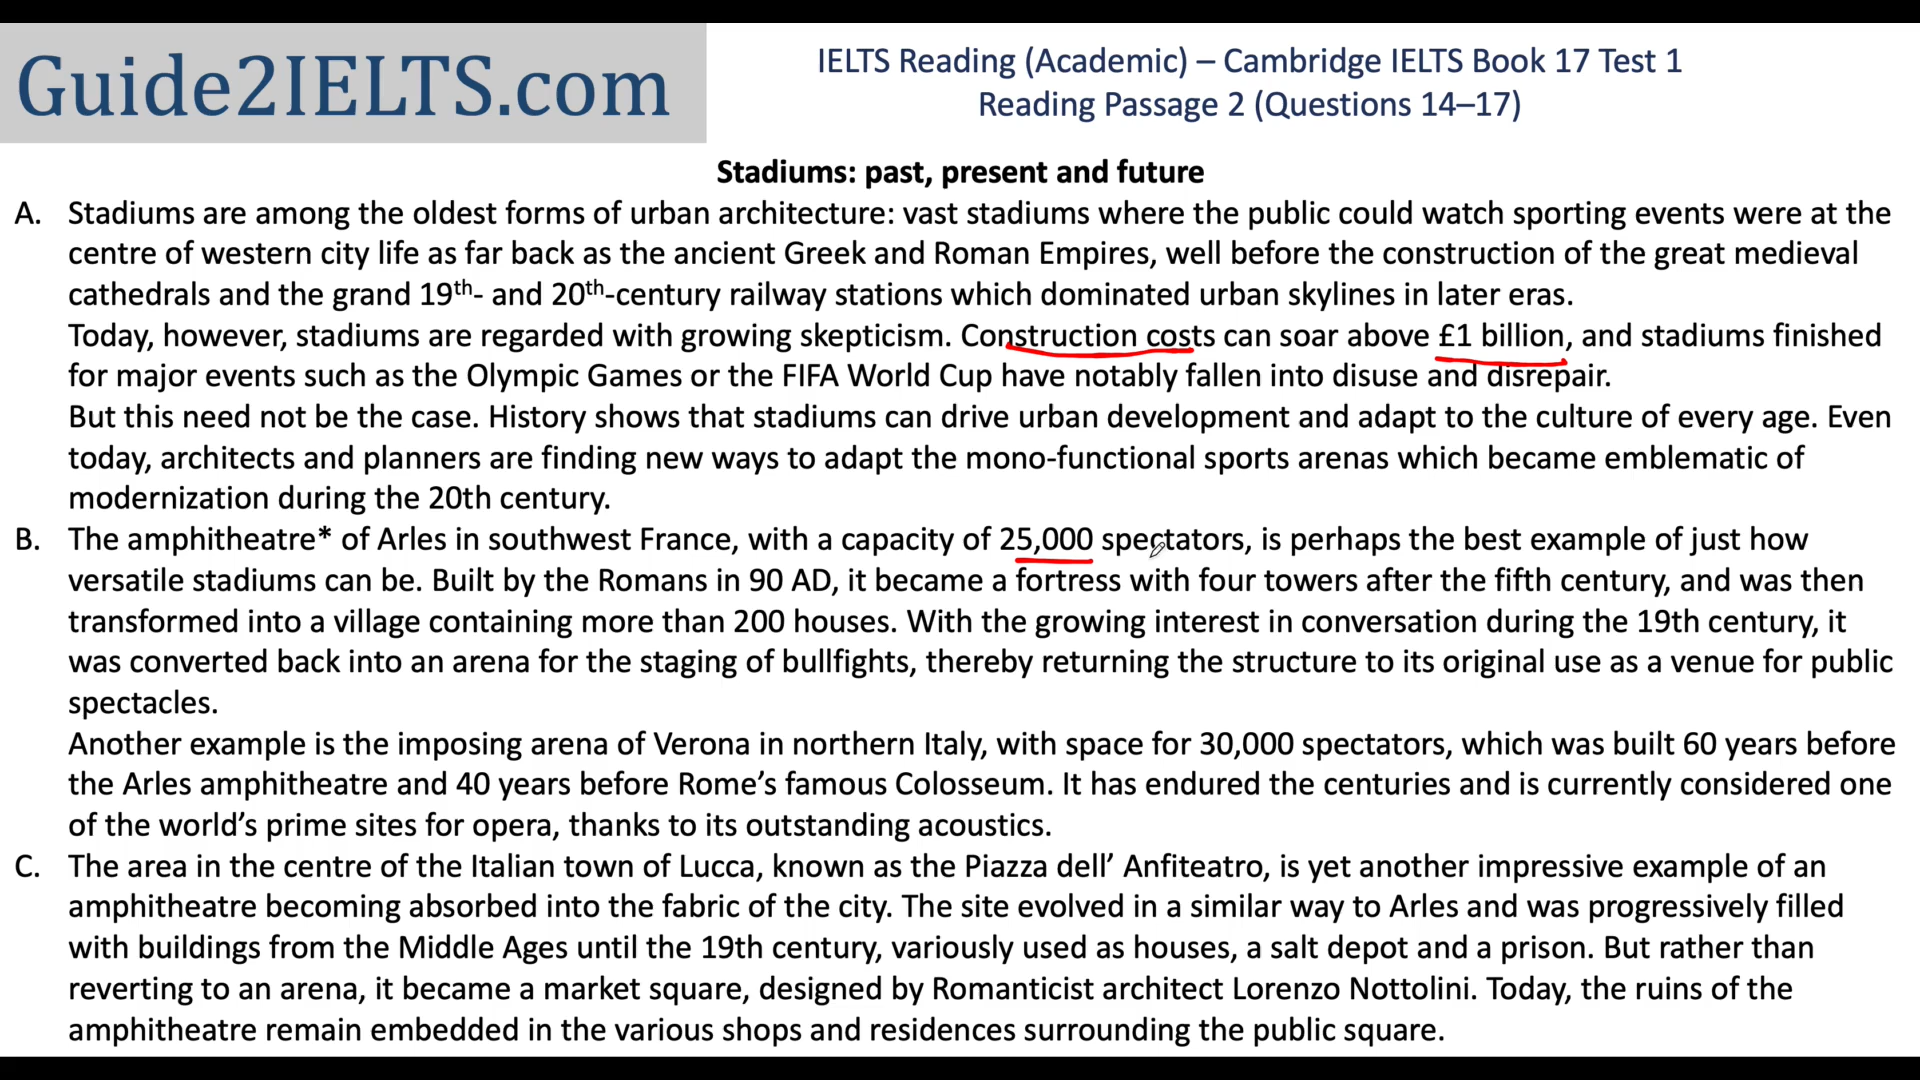 Guide2IELTS.com
IELTS Reading (Academic) – Cambridge IELTS Book 17 Test 1
Reading Passage 2 (Questions 14–17)
Stadiums: past, present and future
A. Stadiums are among the oldest forms of urban architecture: vast stadiums where the public could watch sporting events were at the
centre of western city life as far back as the ancient Greek and Roman Empires, well before the construction of the great medieval
cathedrals and the grand 19th- and 20th-century railway stations which dominated urban skylines in later eras.
Today, however, stadiums are regarded with growing skepticism. Construction costs can soar above £1 billion, and stadiums finished
for major events such as the Olympic Games or the FIFA World Cup have notably fallen into disuse and disrepair.
But this need not be the case. History shows that stadiums can drive urban development and adapt to the culture of every age. Even
today, architects and planners are finding new ways to adapt the mono-functional sports arenas which became emblematic of
modernization during the 20th century.
B. The amphitheatre* of Arles in southwest France, with a capacity of 25,000 spectators, is perhaps the best example of just how
versatile stadiums can be. Built by the Romans in 90 AD, it became a fortress with four towers after the fifth century, and was then
transformed into a village containing more than 200 houses. With the growing interest in conversation during the 19th century, it
was converted back into an arena for the staging of bullfights, thereby returning the structure to its original use as a venue for public
spectacles.
Another example is the imposing arena of Verona in northern Italy, with space for 30,000 spectators, which was built 60 years before
the Arles amphitheatre and 40 years before Rome’s famous Colosseum. It has endured the centuries and is currently considered one
of the world’s prime sites for opera, thanks to its outstanding acoustics.
C. The area in the centre of the Italian town of Lucca, known as the Piazza dell’ Anfiteatro, is yet another impressive example of an
amphitheatre becoming absorbed into the fabric of the city. The site evolved in a similar way to Arles and was progressively filled
with buildings from the Middle Ages until the 19th century, variously used as houses, a salt depot and a prison. But rather than
reverting to an arena, it became a market square, designed by Romanticist architect Lorenzo Nottolini. Today, the ruins of the
amphitheatre remain embedded in the various shops and residences surrounding the public square.